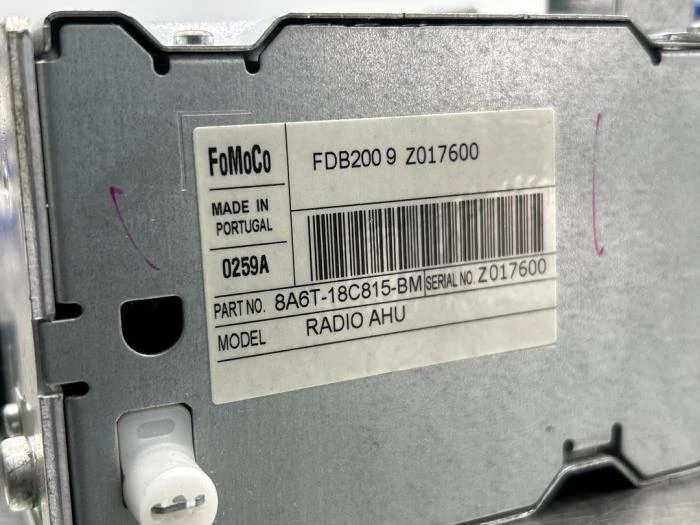 FoMoCo
FDB200 9 Z017600
MADE IN
PORTUGAL
0259A
PART NO. 8A6T-18C815-BM SERIAL NO. Z017600
MODEL RADIO AHU